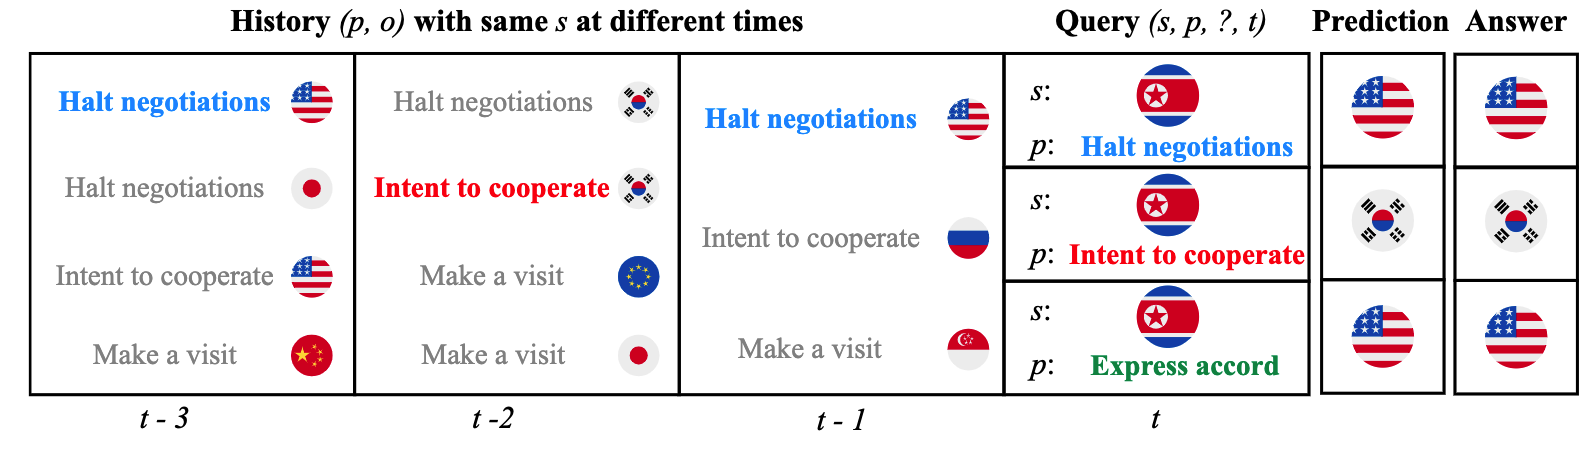 History (p, o) with same s at different times
Query (s, p, ?, t)
Prediction
Answer
Halt negotiations
Halt negotiations
Intent to cooperate
Make a visit
t - 3
Halt negotiations
Intent to cooperate
Make a visit
Make a visit
t -2
Halt negotiations
Intent to cooperate
Make a visit
t - 1
s:
p: Halt negotiations
s:
p: Intent to cooperate
s:
p: Express accord
t